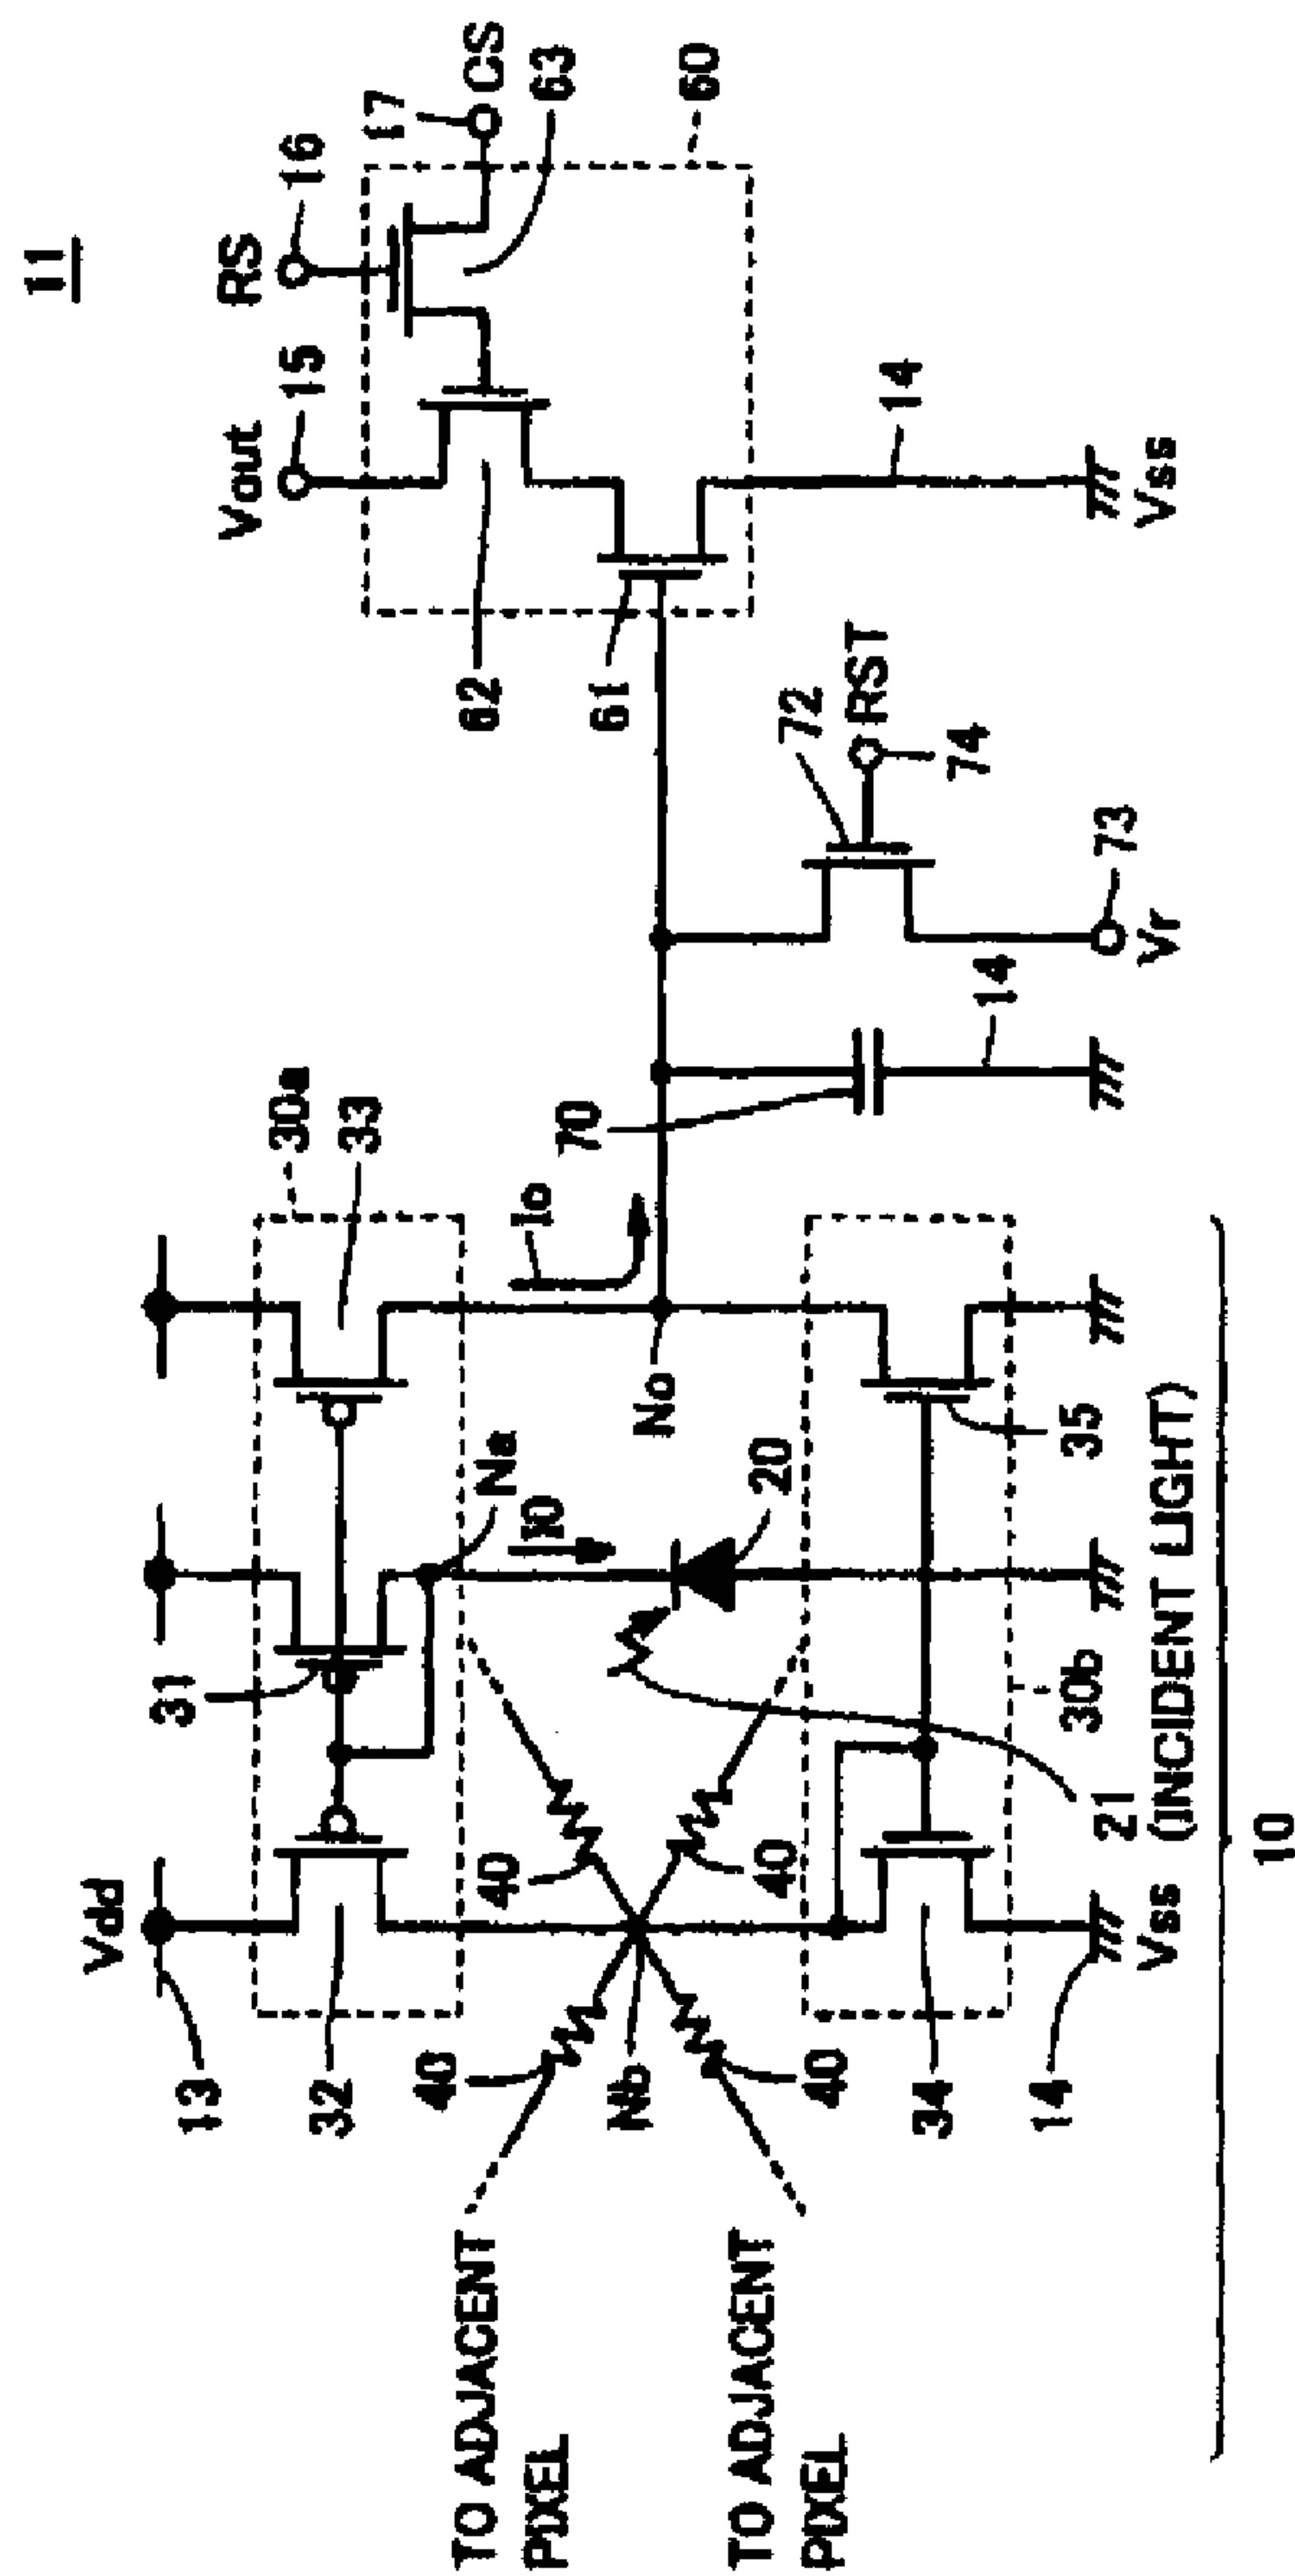 11
Vdd
13
31
30a
33
32
Na
Vout
15
RS
16
17
CS
63
60
62
61
14
Vss
TO ADJACENT
PIXEL
40
40
Io
70
72
RST
74
Nb
No
I0
20
TO ADJACENT
PIXEL
40
40
14
73
Vr
34
35
30b
14
Vss
21
(INCIDENT LIGHT)
10